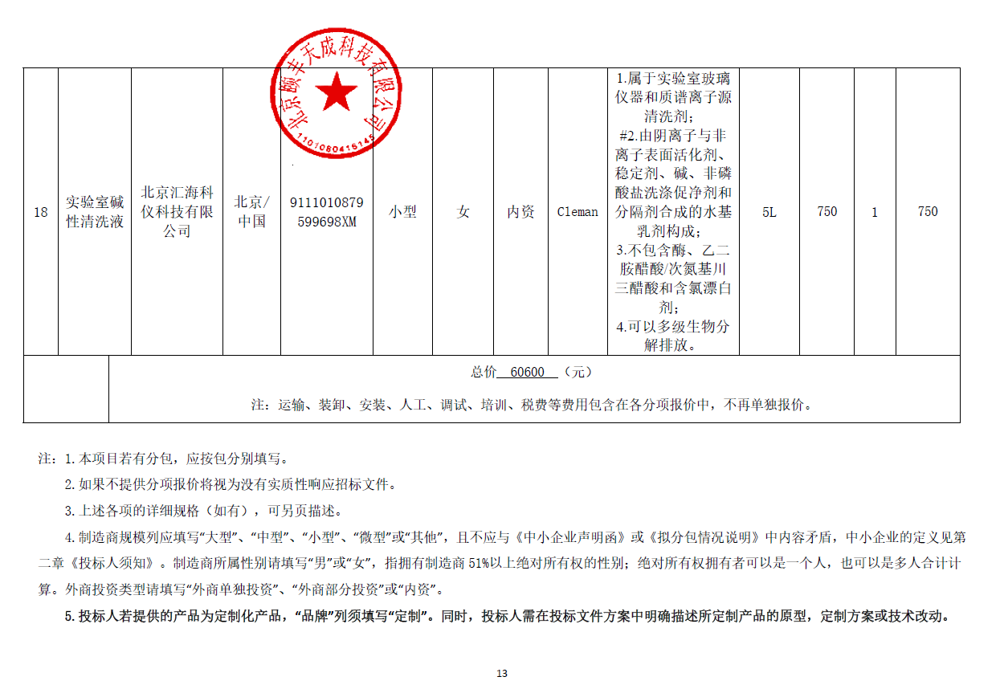 北京颐丰天成科技有限公司
1101080415145
18
实验室碱
性清洗液
北京汇海科
仪科技有限
公司
北京/
中国
9111010879
599698XM
小型
女
内资
Cleman
1.属于实验室玻璃
仪器和质谱离子源
清洗剂；
#2.由阴离子与非
离子表面活化剂、
稳定剂、碱、非磷
酸盐洗涤促净剂和
分隔剂合成的水基
乳剂构成；
3.不包含酶、乙二
胺醋酸/次氮基川
三醋酸和含氯漂白
剂；
4.可以多级生物分
解排放。
5L
750
1
750
总价 60600 （元）
注：运输、装卸、安装、人工、调试、培训、税费等费用包含在各分项报价中，不再单独报价。
注：1.本项目若有分包，应按包分别填写。
2.如果不提供分项报价将视为没有实质性响应招标文件。
3.上述各项的详细规格（如有），可另页描述。
4.制造商规模列应填写“大型”、“中型”、“小型”、“微型”或“其他”，且不应与《中小企业声明函》或《拟分包情况说明》中内容矛盾，中小企业的定义见第
二章《投标人须知》。制造商所属性别请填写“男”或“女”，指拥有制造商51%以上绝对所有权的性别；绝对所有权拥有者可以是一个人，也可以是多人合计计
算。外商投资类型请填写“外商单独投资”、“外商部分投资”或“内资”。
5.投标人若提供的产品为定制化产品，“品牌”列须填写“定制”。同时，投标人需在投标文件方案中明确描述所定制产品的原型，定制方案或技术改动。
13